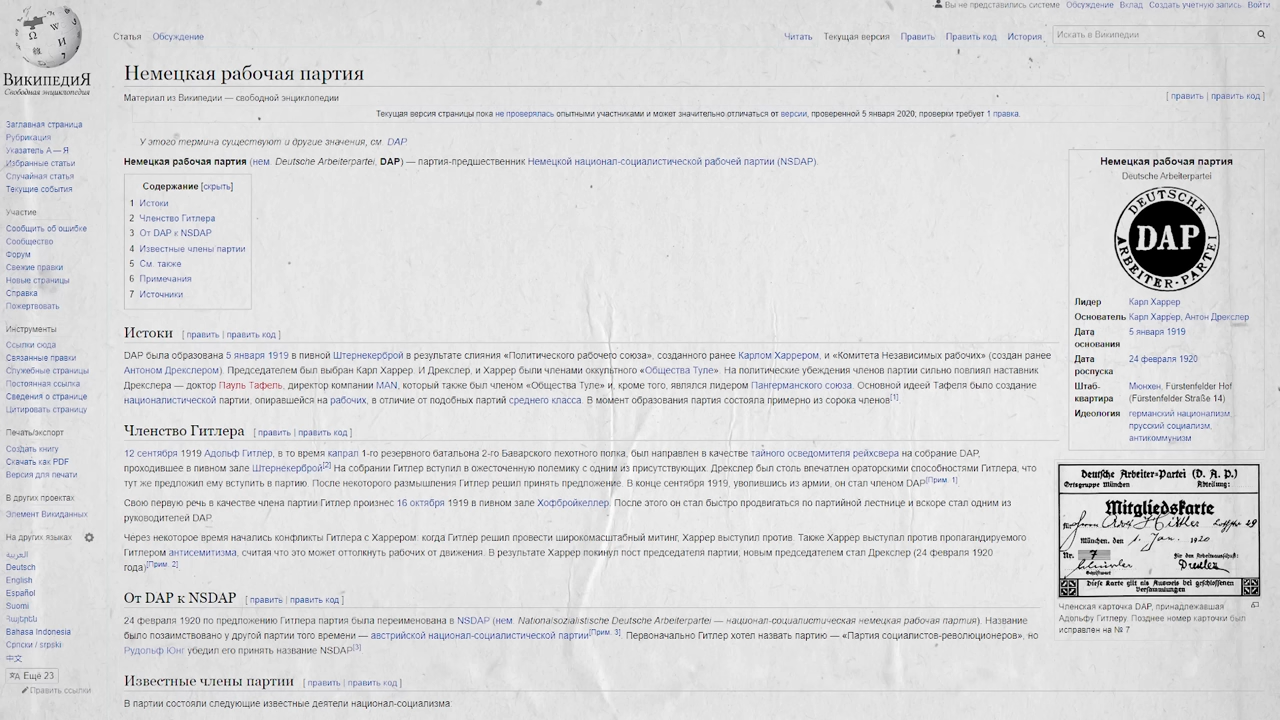 Вы не представились системе Обсуждение Вклад Создать учетную запись Войти
Статья Обсуждение
Читать Текущая версия Править Править код История
Искать в Википедии
ВикипедиЯ
Свободная энциклопедия
Немецкая рабочая партия
Материал из Википедии — свободной энциклопедии
[ править | править код ]
Текущая версия страницы пока не проверялась опытными участниками и может значительно отличаться от версии, проверенной 5 января 2020; проверки требует 1 правка.
У этого термина существуют и другие значения, см. DAP
Немецкая рабочая партия (нем. Deutsche Arbeiterpartei, DAP) — партия-предшественник Немецкой национал-социалистической рабочей партии (NSDAP).
Содержание [скрыть]
1 Истоки
2 Членство Гитлера
3 От DAP к NSDAP
4 Известные члены партии
5 См. также
6 Примечания
7 Источники
Заглавная страница
Рубрикация
Указатель А — Я
Избранные статьи
Случайная статья
Текущие события
Участие
Сообщить об ошибке
Сообщество
Форум
Свежие правки
Новые страницы
Справка
Пожертвовать
Инструменты
Ссылки сюда
Связанные правки
Служебные страницы
Постоянная ссылка
Сведения о странице
Цитировать страницу
Печать/экспорт
Создать книгу
Скачать как PDF
Версия для печати
В других проектах
Элемент Викиданных
На других языках
العربية
Deutsch
English
Español
Suomi
Հայերեն
Bahasa Indonesia
Српски / srpski
中文
Ещё 23
Править ссылки
Истоки [ править | править код ]
DAP была образована 5 января 1919 в пивной Штернекерброй в результате слияния «Политического рабочего союза», созданного ранее Карлом Харрером, и «Комитета Независимых рабочих» (создан ранее
Антоном Дрекслером). Председателем был выбран Карл Харрер. И Дрекслер, и Харрер были членами оккультного «Общества Туле». На политические убеждения членов партии сильно повлиял наставник
Дрекслера — доктор Пауль Тафель, директор компании MAN, который также был членом «Общества Туле» и, кроме того, являлся лидером Пангерманского союза. Основной идеей Тафеля было создание
националистической партии, опиравшейся на рабочих, в отличие от подобных партий среднего класса. В момент образования партия состояла примерно из сорока членов[1].
Членство Гитлера [ править | править код ]
12 сентября 1919 Адольф Гитлер, в то время капрал 1-го резервного батальона 2-го Баварского пехотного полка, был направлен в качестве тайного осведомителя рейхсвера на собрание DAP,
проходившее в пивном зале Штернекерброй[2] На собрании Гитлер вступил в ожесточенную полемику с одним из присутствующих. Дрекслер был столь впечатлен ораторскими способностями Гитлера, что
тут же предложил ему вступить в партию. После некоторого размышления Гитлер решил принять предложение. В конце сентября 1919, уволившись из армии, он стал членом DAP[Прим. 1]
Свою первую речь в качестве члена партии Гитлер произнес 16 октября 1919 в пивном зале Хофбройкеллер. После этого он стал быстро продвигаться по партийной лестнице и вскоре стал одним из
руководителей DAP.
Через некоторое время начались конфликты Гитлера с Харрером: когда Гитлер решил провести широкомасштабный митинг, Харрер выступил против. Также Харрер выступал против пропагандируемого
Гитлером антисемитизма, считая что это может оттолкнуть рабочих от движения. В результате Харрер покинул пост председателя партии; новым председателем стал Дрекслер (24 февраля 1920
года)[Прим. 2]
От DAP к NSDAP [ править | править код ]
24 февраля 1920 по предложению Гитлера партия была переименована в NSDAP (нем. Nationalsozialistische Deutsche Arbeiterpartei — национал-социалистическая немецкая рабочая партия). Название
было позаимствовано у другой партии того времени — австрийской национал-социалистической партии[Прим. 3]. Первоначально Гитлер хотел назвать партию — «Партия социалистов-революционеров», но
Рудольф Юнг убедил его принять название NSDAP[3]
Известные члены партии [ править | править код ]
В партии состояли следующие известные деятели национал-социализма:
Немецкая рабочая партия
Deutsche Arbeiterpartei
DEUTSCHE
DAP
ARBEITER-PARTEI
Лидер Карл Харрер
Основатель Карл Харрер, Антон Дрекслер
Дата основания 5 января 1919
Дата роспуска 24 февраля 1920
Штаб-квартира Мюнхен, Fürstenfelder Hof (Fürstenfelder Straße 14)
Идеология германский национализм, прусский социализм, антикоммунизм
Deutsche Arbeiter-Partei (D. A. P.)
Ortsgruppe München Abteilung:
Mitgliedskarte
München, den 1. Jan. 1920
Nr. 7 Für den Arbeitsausschuß:
Schriftwart Drexler
Diese Karte gilt als Ausweis bei geschlossenen
Versammlungen
Членская карточка DAP, принадлежавшая
Адольфу Гитлеру. Позднее номер карточки был
исправлен на № 7